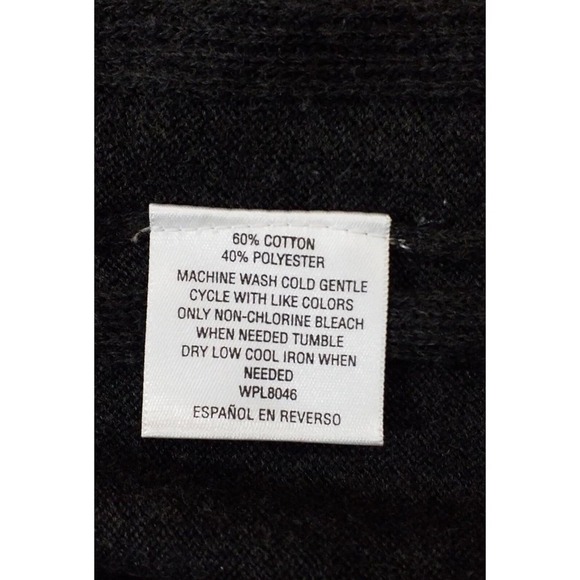 60% COTTON
40% POLYESTER
MACHINE WASH COLD GENTLE
CYCLE WITH LIKE COLORS
ONLY NON-CHLORINE BLEACH
WHEN NEEDED TUMBLE
DRY LOW COOL IRON WHEN
NEEDED
WPL8046
ESPAÑOL EN REVERSO